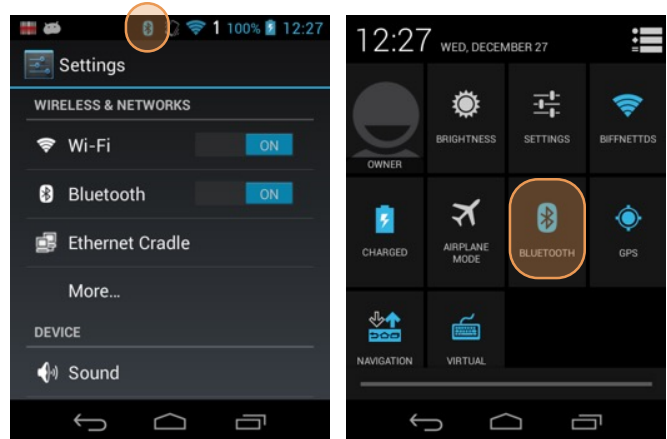 1 100% 12:27
Settings
WIRELESS & NETWORKS
Wi-Fi ON
Bluetooth ON
Ethernet Cradle
More...
DEVICE
Sound
12:27 WED, DECEMBER 27
OWNER
BRIGHTNESS
SETTINGS
BIFFNETTDS
CHARGED
AIRPLANE
MODE
BLUETOOTH
GPS
NAVIGATION
VIRTUAL